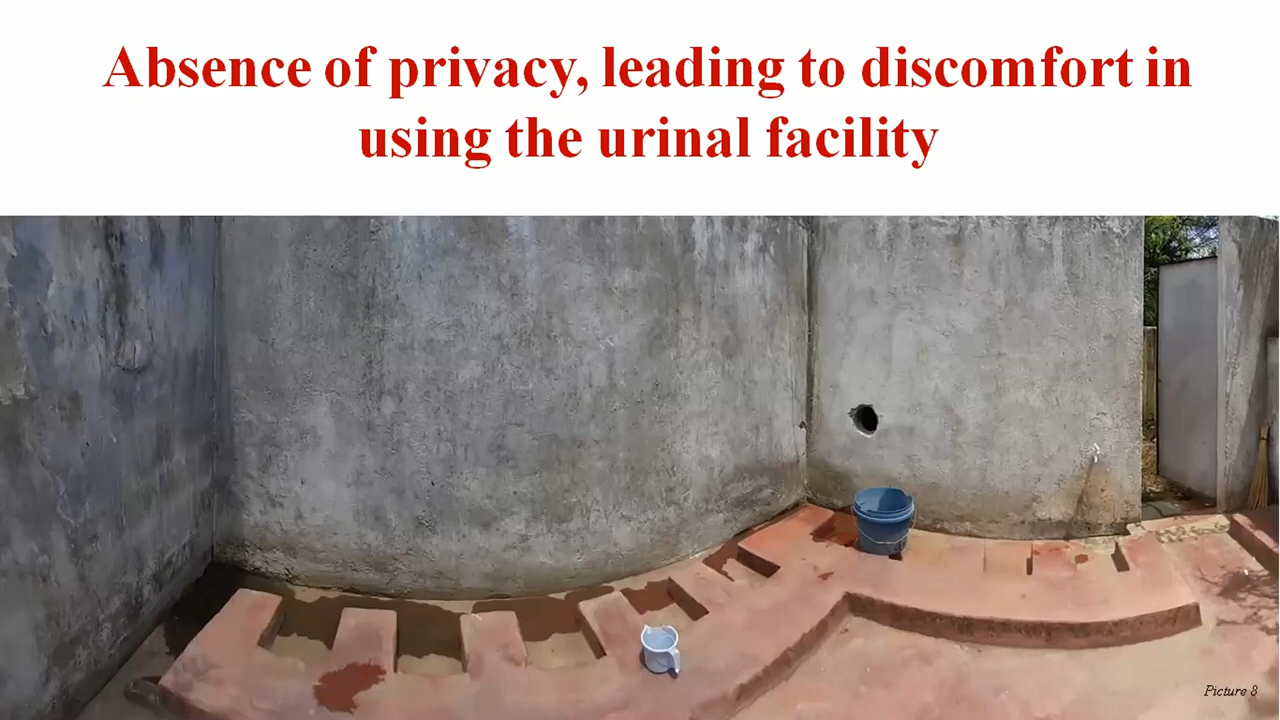 Absence of privacy, leading to discomfort in
using the urinal facility
Picture 8